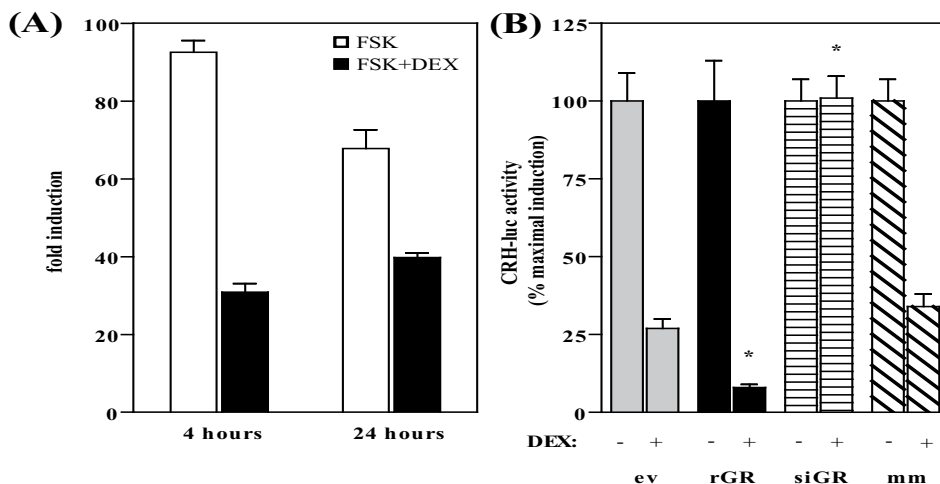 (A)
100
80
60
40
20
0
fold induction
FSK
FSK+DEX
4 hours
24 hours
(B)
125
100
75
50
25
0
CRH-luc activity
(% maximal induction)
*
*
DEX: - + - + - + - +
ev rGR siGR mm